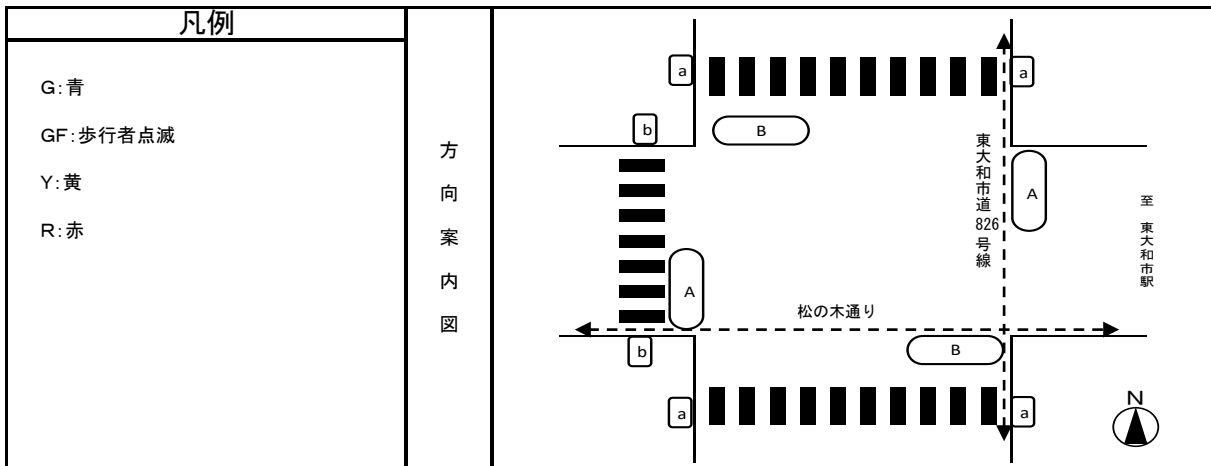 凡例
G:青
GF:歩行者点滅
Y:黄
R:赤
方向案内図
a
a
b
B
東大和市道826号線
A
至 東大和市駅
A
松の木通り
b
B
a
a
N